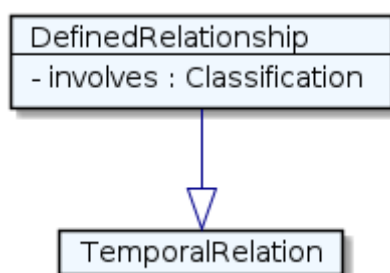 DefinedRelationship
- involves : Classification
TemporalRelation